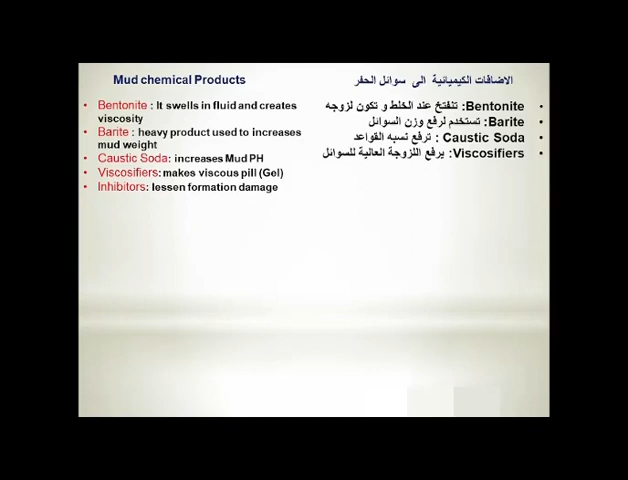 Mud chemical Products
• Bentonite : It swells in fluid and creates
viscosity
• Barite : heavy product used to increases
mud weight
• Caustic Soda: increases Mud PH
• Viscosifiers: makes viscous pill (Gel)
• Inhibitors: lessen formation damage
الاضافات الكيميائية الى سوائل الحفر
• Bentonite: تنفتخ عند الخلط و تكون لزوجه
• Barite: تستخدم لرفع وزن السوائل
• Caustic Soda : ترفع نسبه القواعد
• Viscosifiers: يرفع اللزوجة العالية للسوائل